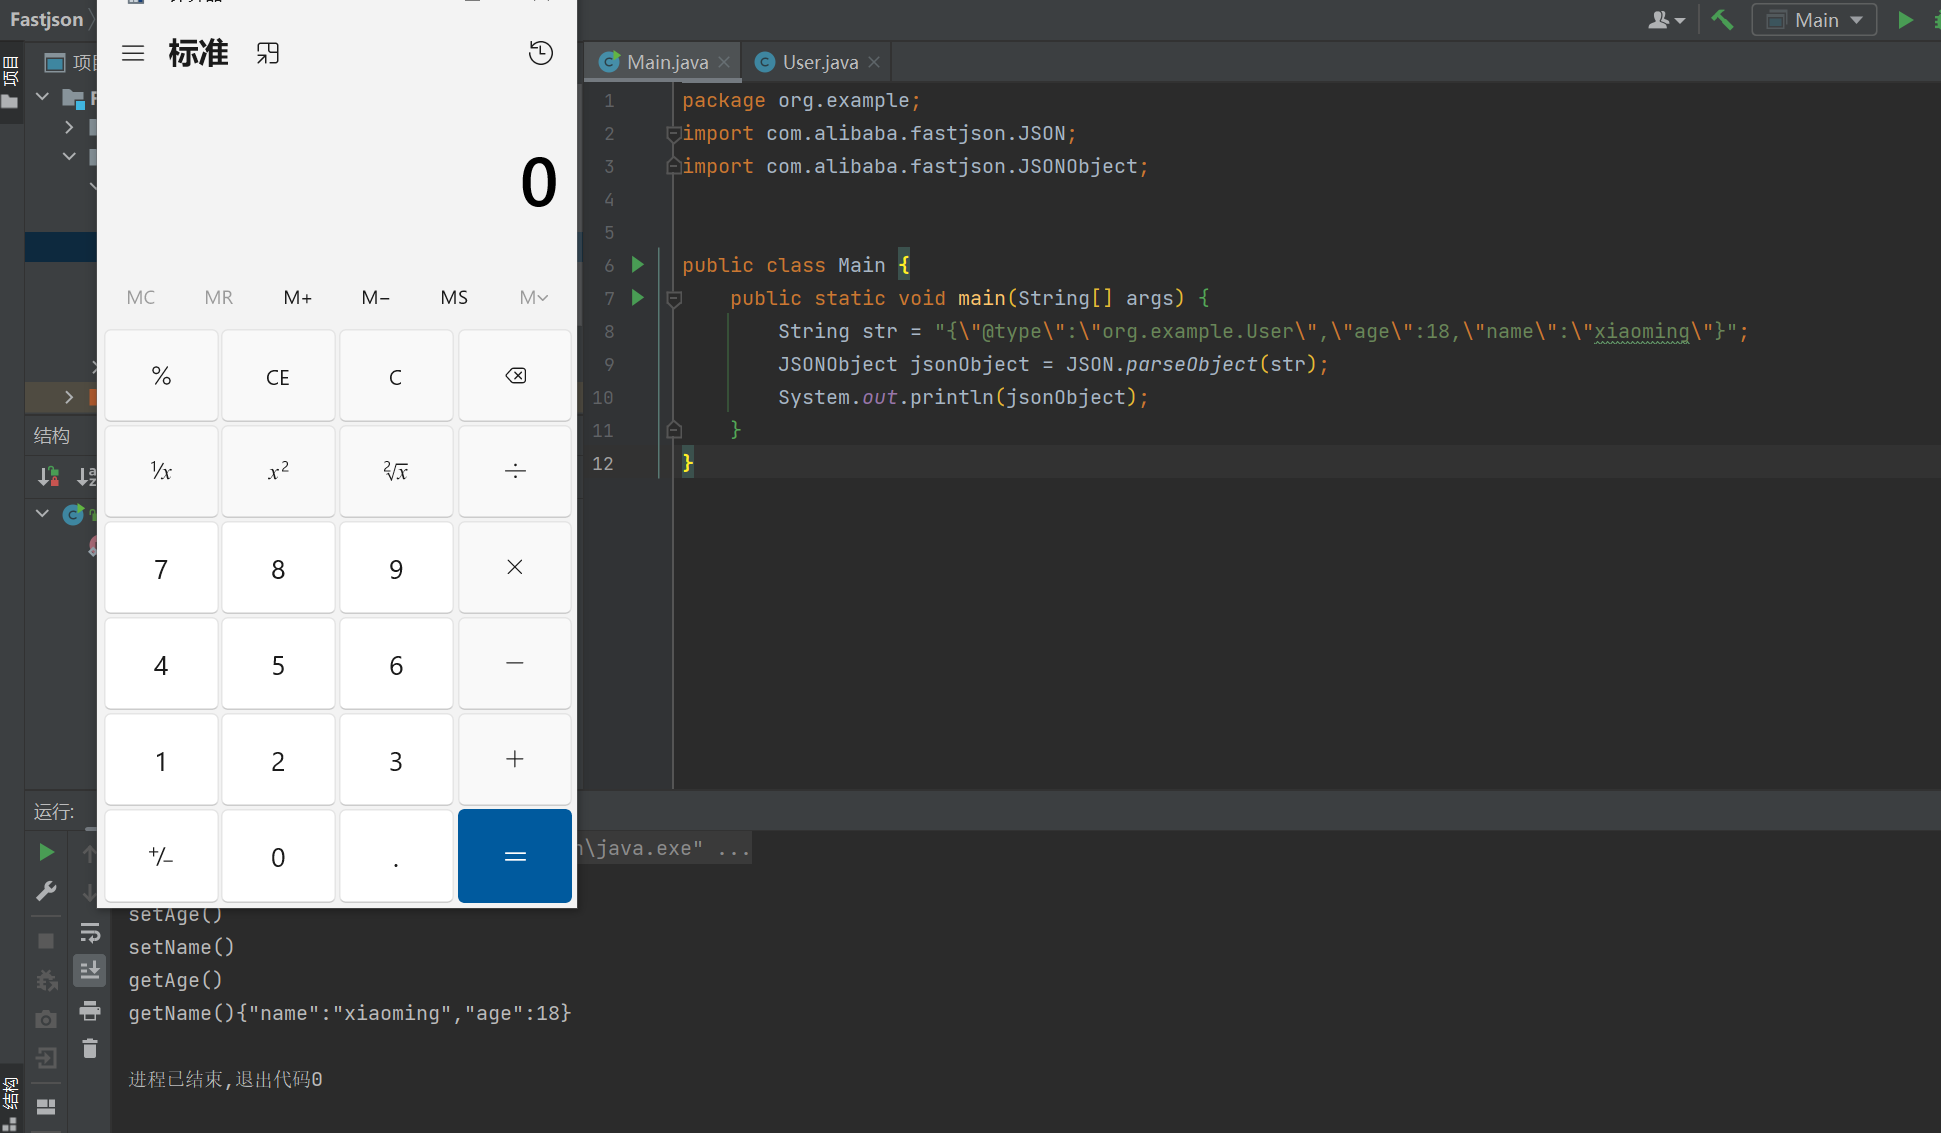 Fastjson
Main
项目
标准
Main.java
User.java
0
MC MR M+ M− MS M
% CE C
⅟x x² ²√x ÷
7 8 9 ×
4 5 6 −
1 2 3 +
+/− 0 . =
1 package org.example;
2 import com.alibaba.fastjson.JSON;
3 import com.alibaba.fastjson.JSONObject;
4
5
6 public class Main {
7 public static void main(String[] args) {
8 String str = "{\"@type\":\"org.example.User\",\"age\":18,\"name\":\"xiaoming\"}";
9 JSONObject jsonObject = JSON.parseObject(str);
10 System.out.println(jsonObject);
11 }
12 }
结构
运行:
\java.exe" ...
setAge()
setName()
getAge()
getName(){"name":"xiaoming","age":18}
进程已结束,退出代码0
结构